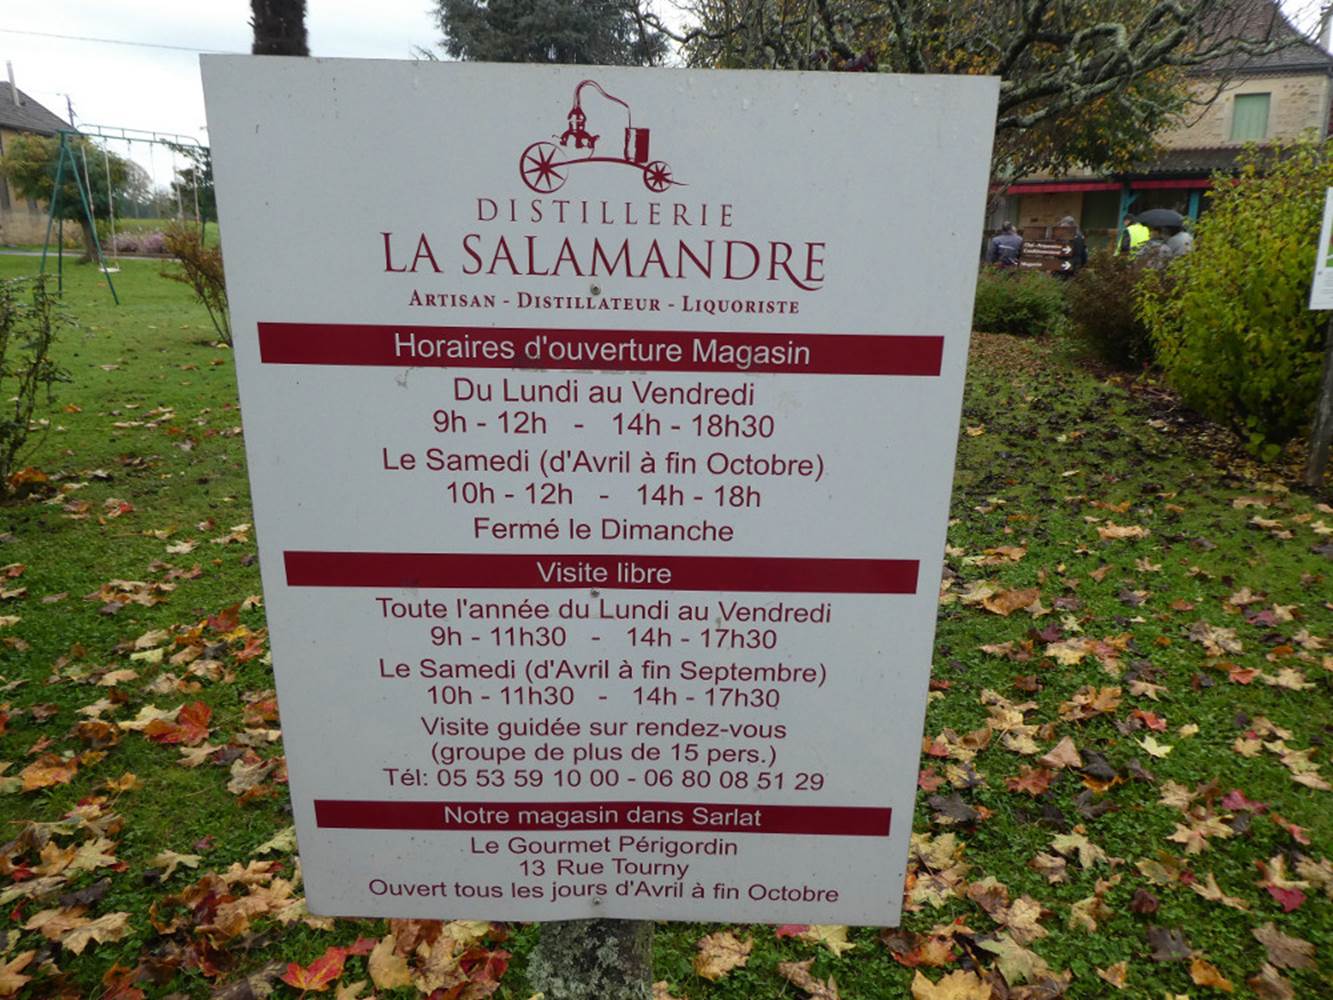 DISTILLERIE
LA SALAMANDRE
ARTISAN - DISTILLATEUR - LIQUORISTE
Horaires d'ouverture Magasin
Du Lundi au Vendredi
9h - 12h - 14h - 18h30
Le Samedi (d'Avril à fin Octobre)
10h - 12h - 14h - 18h
Fermé le Dimanche
Visite libre
Toute l'année du Lundi au Vendredi
9h - 11h30 - 14h - 17h30
Le Samedi (d'Avril à fin Septembre)
10h - 11h30 - 14h - 17h30
Visite guidée sur rendez-vous
(groupe de plus de 15 pers.)
Tél: 05 53 59 10 00 - 06 80 08 51 29
Notre magasin dans Sarlat
Le Gourmet Périgordin
13 Rue Tourny
Ouvert tous les jours d'Avril à fin Octobre